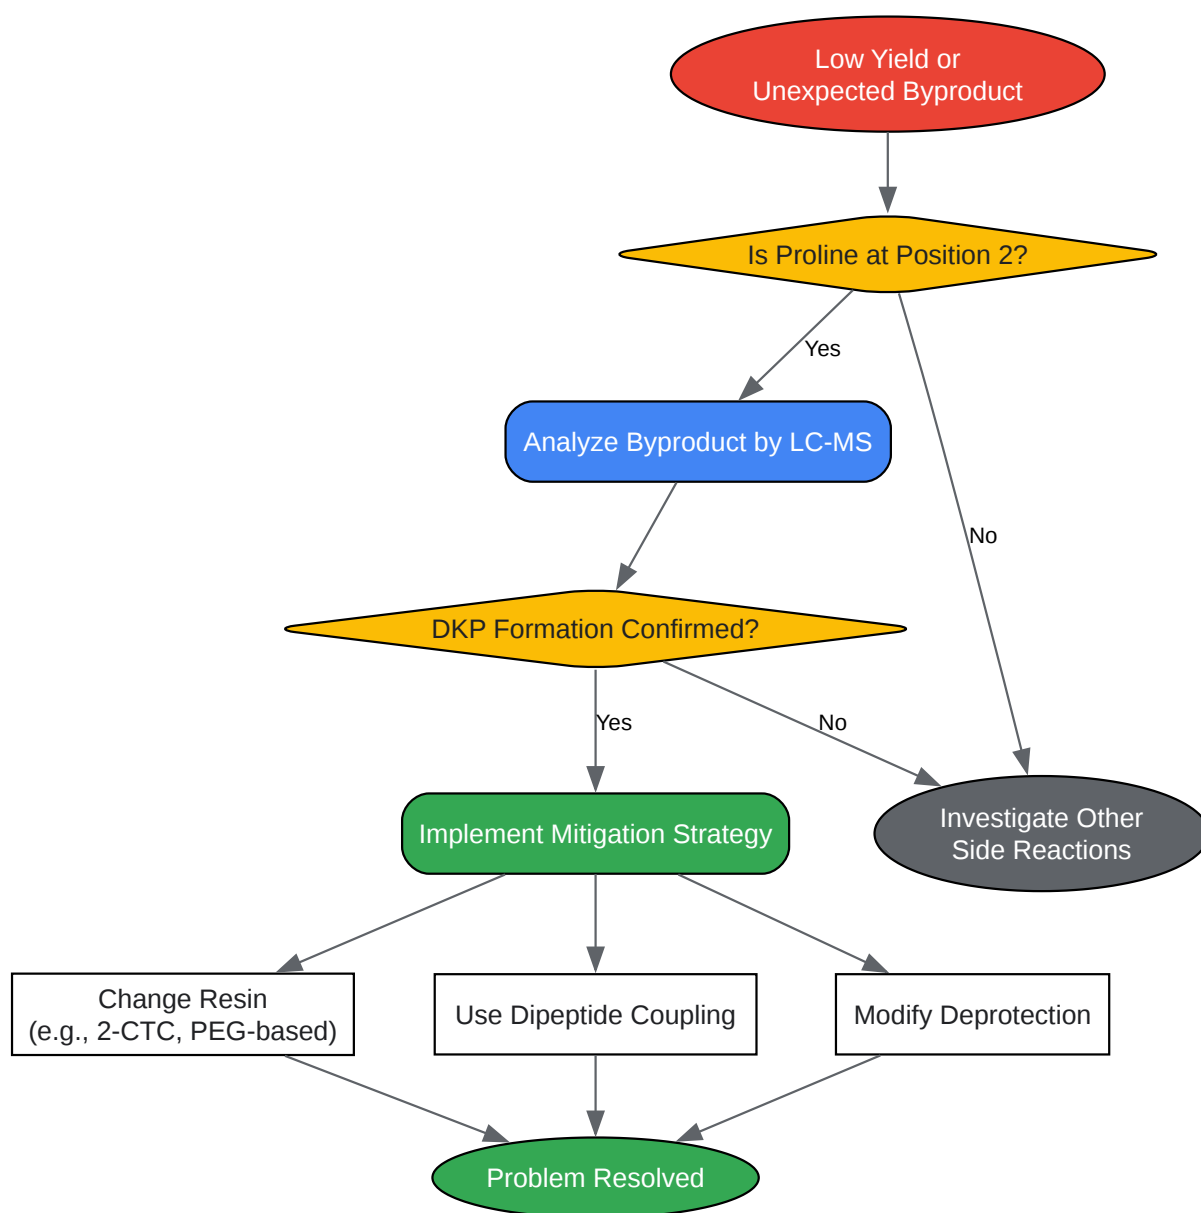 Low Yield or
Unexpected Byproduct
Is Proline at Position 2?
Yes
Analyze Byproduct by LC-MS
No
DKP Formation Confirmed?
Yes
No
Implement Mitigation Strategy
Investigate Other
Side Reactions
Change Resin
(e.g., 2-CTC, PEG-based)
Use Dipeptide Coupling
Modify Deprotection
Problem Resolved